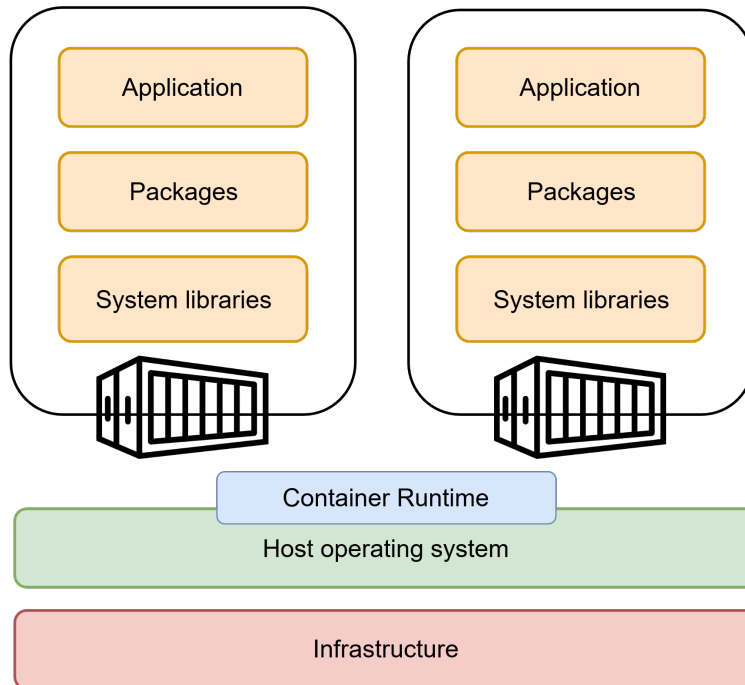 Application
Packages
System libraries
Application
Packages
System libraries
Container Runtime
Host operating system
Infrastructure